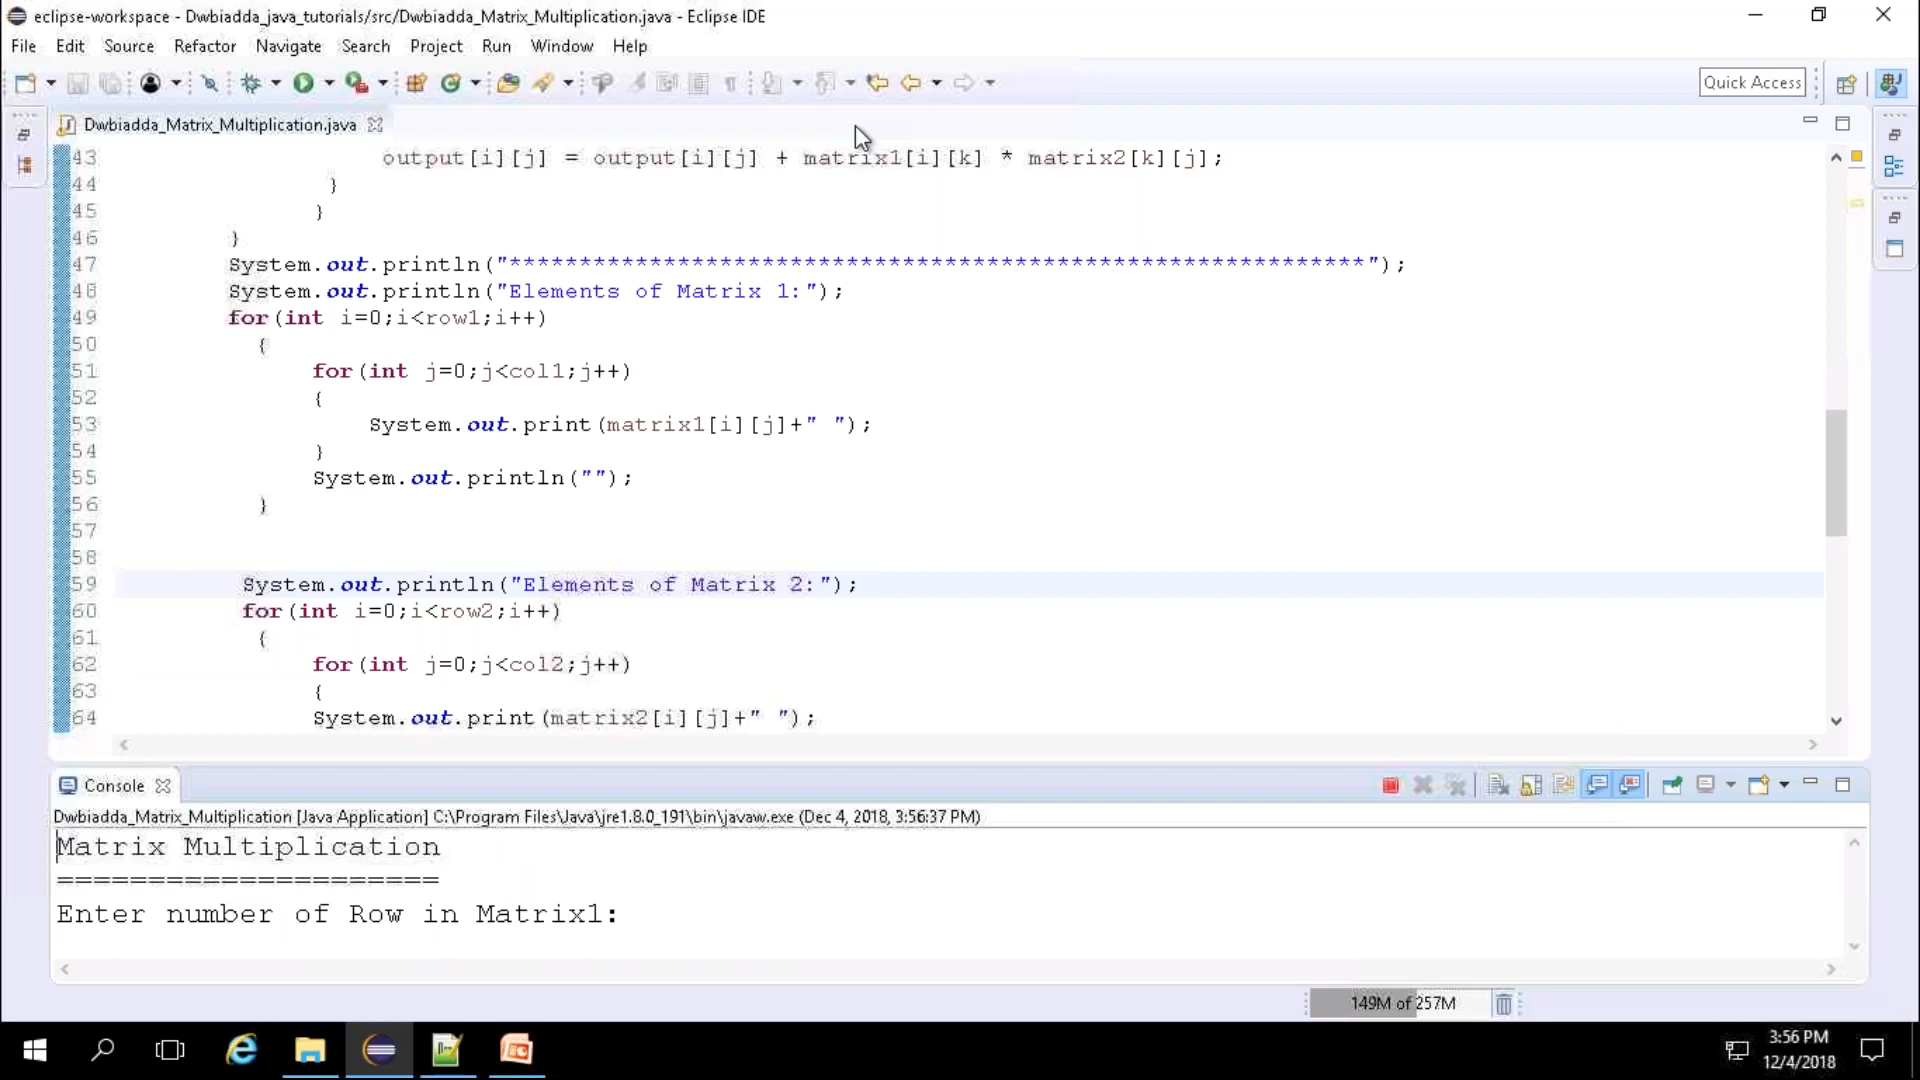 eclipse-workspace - Dwbiadda_java_tutorials/src/Dwbiadda_Matrix_Multiplication.java - Eclipse IDE
File Edit Source Refactor Navigate Search Project Run Window Help
Quick Access
Dwbiadda_Matrix_Multiplication.java
43 output[i][j] = output[i][j] + matrix1[i][k] * matrix2[k][j];
44 }
45 }
46 }
47 System.out.println("*************************************************************");
48 System.out.println("Elements of Matrix 1:");
49 for(int i=0;i<row1;i++)
50 {
51 for(int j=0;j<col1;j++)
52 {
53 System.out.print(matrix1[i][j]+" ");
54 }
55 System.out.println("");
56 }
57
58
59 System.out.println("Elements of Matrix 2:");
60 for(int i=0;i<row2;i++)
61 {
62 for(int j=0;j<col2;j++)
63 {
64 System.out.print(matrix2[i][j]+" ");
Console
Dwbiadda_Matrix_Multiplication [Java Application] C:\Program Files\Java\jre1.8.0_191\bin\javaw.exe (Dec 4, 2018, 3:56:37 PM)
Matrix Multiplication
=====================
Enter number of Row in Matrix1:
149M of 257M
3:56 PM
12/4/2018